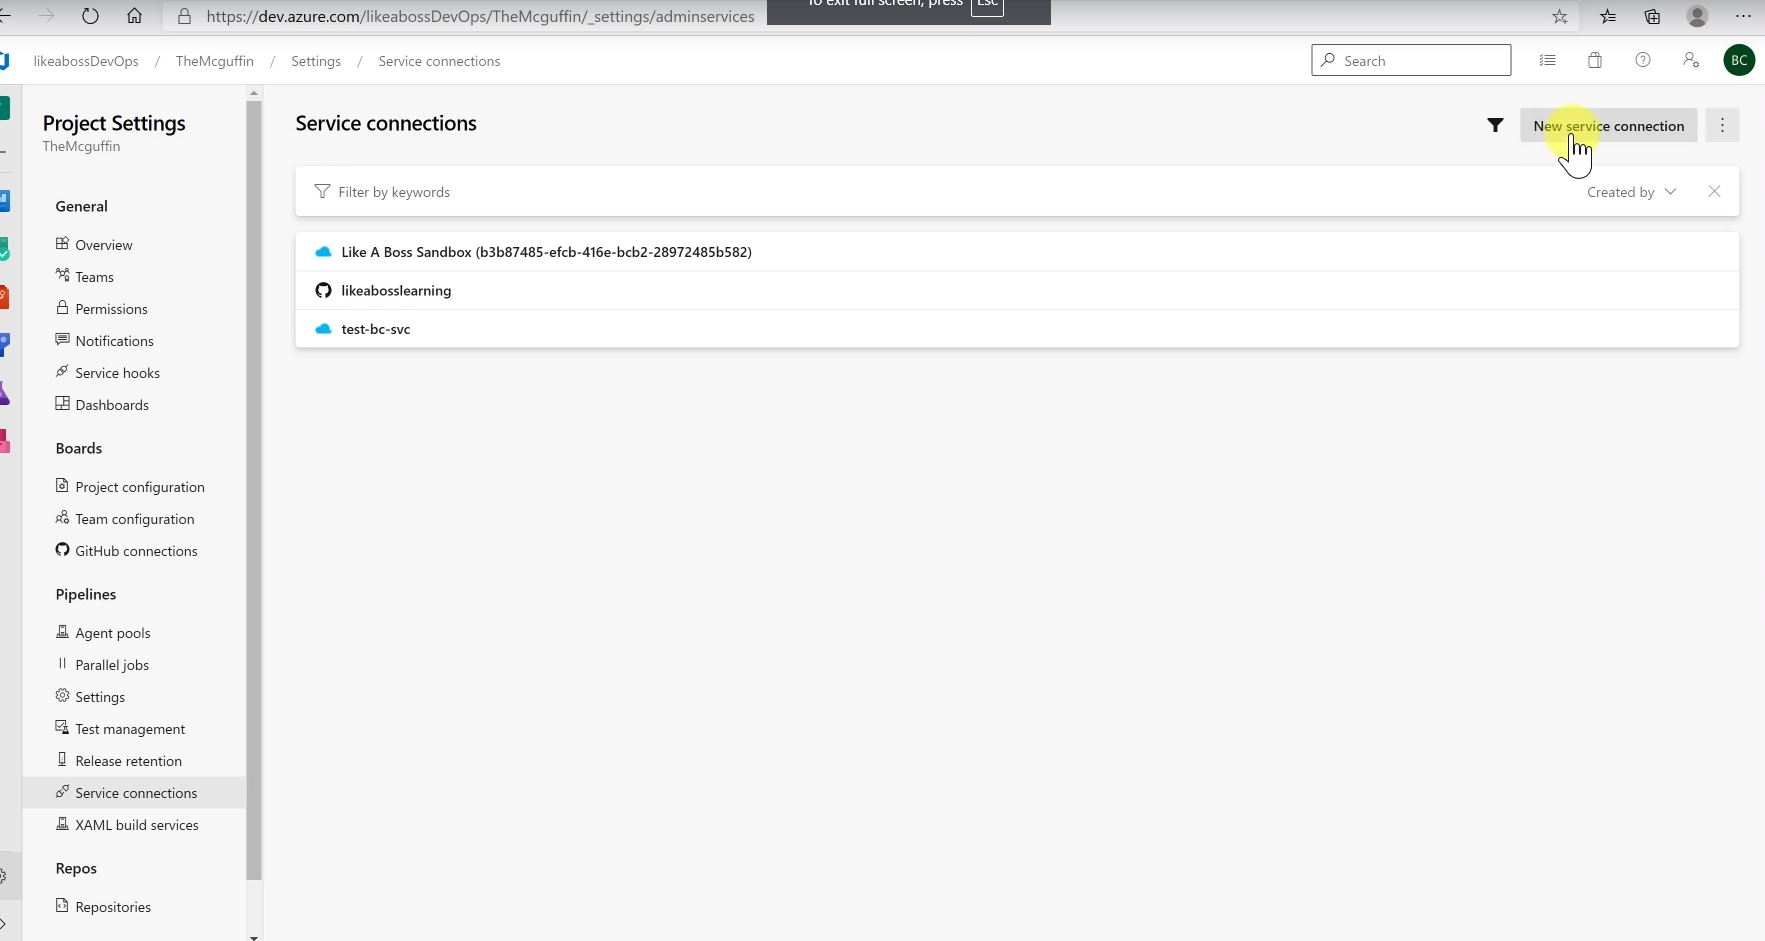 To exit full screen, press Esc
https://dev.azure.com/likeabossDevOps/TheMcguffin/_settings/adminservices
likeabossDevOps / TheMcguffin / Settings / Service connections
Search
BC
Project Settings
TheMcguffin
General
Overview
Teams
Permissions
Notifications
Service hooks
Dashboards
Boards
Project configuration
Team configuration
GitHub connections
Pipelines
Agent pools
Parallel jobs
Settings
Test management
Release retention
Service connections
XAML build services
Repos
Repositories
Service connections
New service connection
Filter by keywords
Created by
Like A Boss Sandbox (b3b87485-efcb-416e-bcb2-28972485b582)
likeabosslearning
test-bc-svc